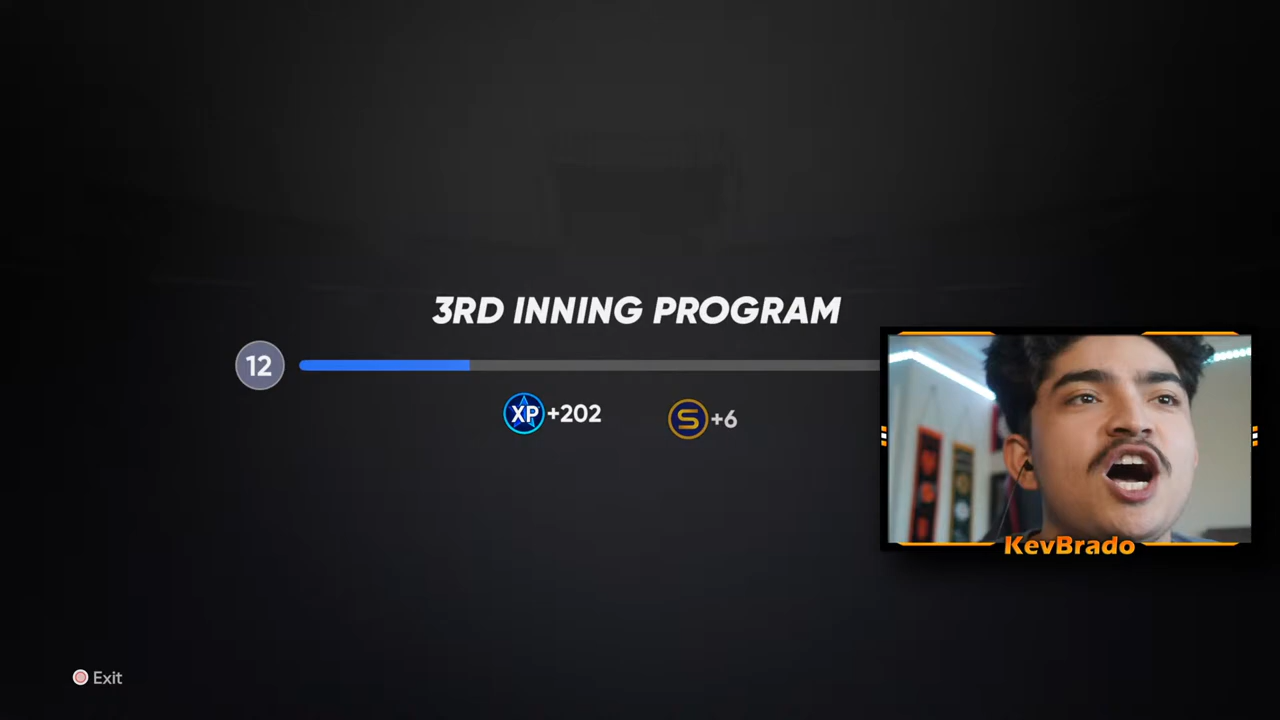 3RD INNING PROGRAM
12
XP +202
S +6
KevBrado
Exit